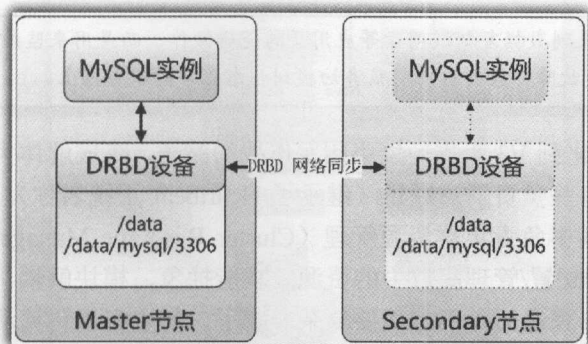 MySQL实例
MySQL实例
DRBD设备
DRBD 网络同步
DRBD设备
/data
/data/mysql/3306
/data
/data/mysql/3306
Master节点
Secondary节点